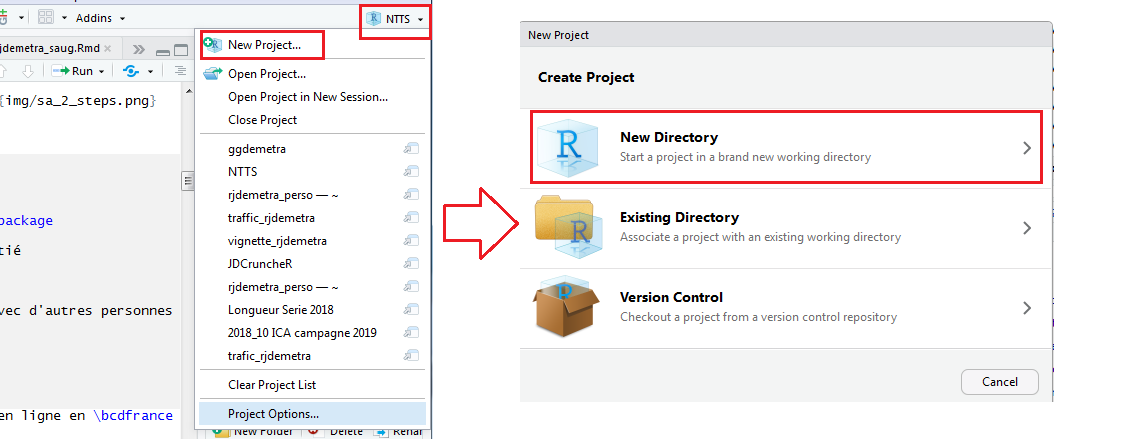 Addins
NTTS
jdemetra_saug.Rmd
Run
{img/sa_2_steps.png}
package
tié
vec d'autres personnes
en ligne en \bcdfrance
New Project...
Open Project...
Open Project in New Session...
Close Project
ggdemetra
NTTS
rjdemetra_perso — ~
traffic_rjdemetra
vignette_rjdemetra
JDCruncheR
rjdemetra_perso — ~
Longueur Serie 2018
2018_10 ICA campagne 2019
trafic_rjdemetra
Clear Project List
Project Options...
New Folder
Delete
Renar
New Project
Create Project
New Directory
Start a project in a brand new working directory
Existing Directory
Associate a project with an existing working directory
Version Control
Checkout a project from a version control repository
Cancel